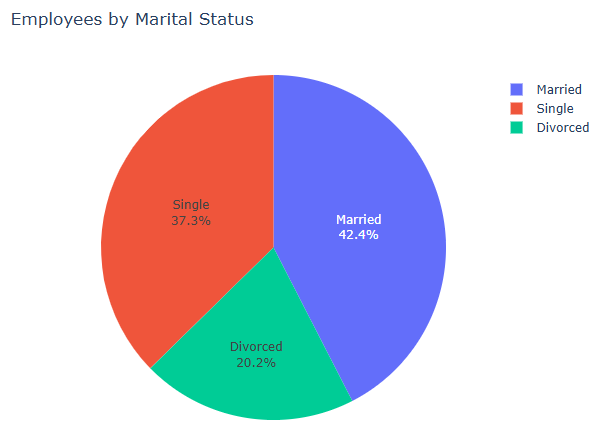 Employees by Marital Status
Married
Single
Divorced
Single
37.3%
Married
42.4%
Divorced
20.2%